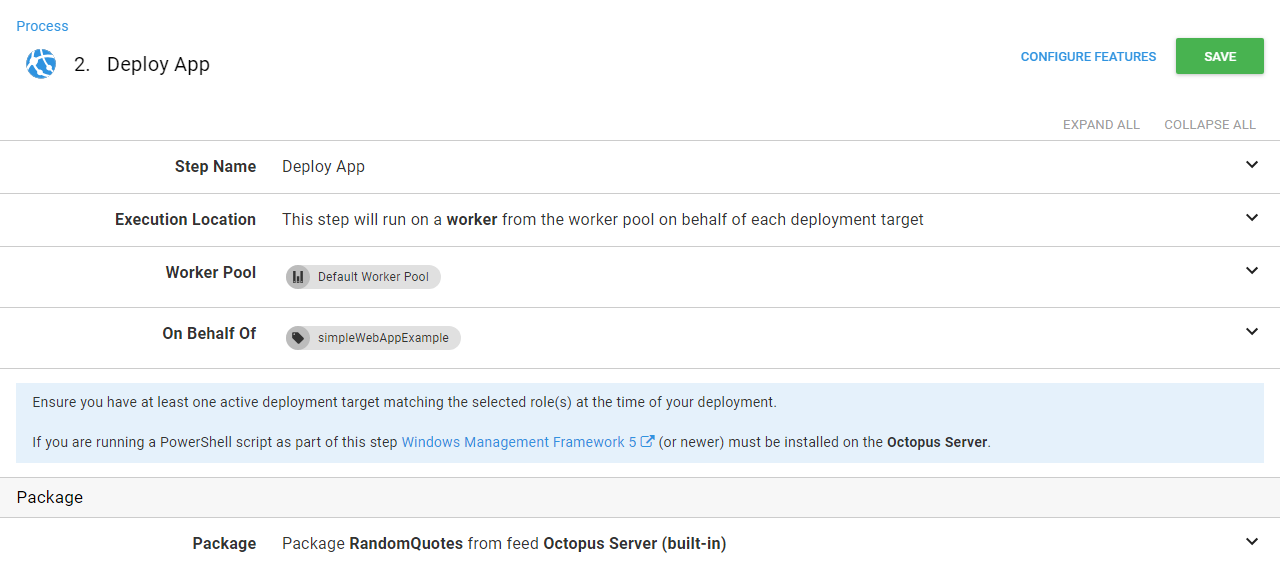 Process
2. Deploy App
CONFIGURE FEATURES
SAVE
EXPAND ALL COLLAPSE ALL
Step Name Deploy App
Execution Location This step will run on a worker from the worker pool on behalf of each deployment target
Worker Pool Default Worker Pool
On Behalf Of simpleWebAppExample
Ensure you have at least one active deployment target matching the selected role(s) at the time of your deployment.
If you are running a PowerShell script as part of this step Windows Management Framework 5 (or newer) must be installed on the Octopus Server.
Package
Package Package RandomQuotes from feed Octopus Server (built-in)